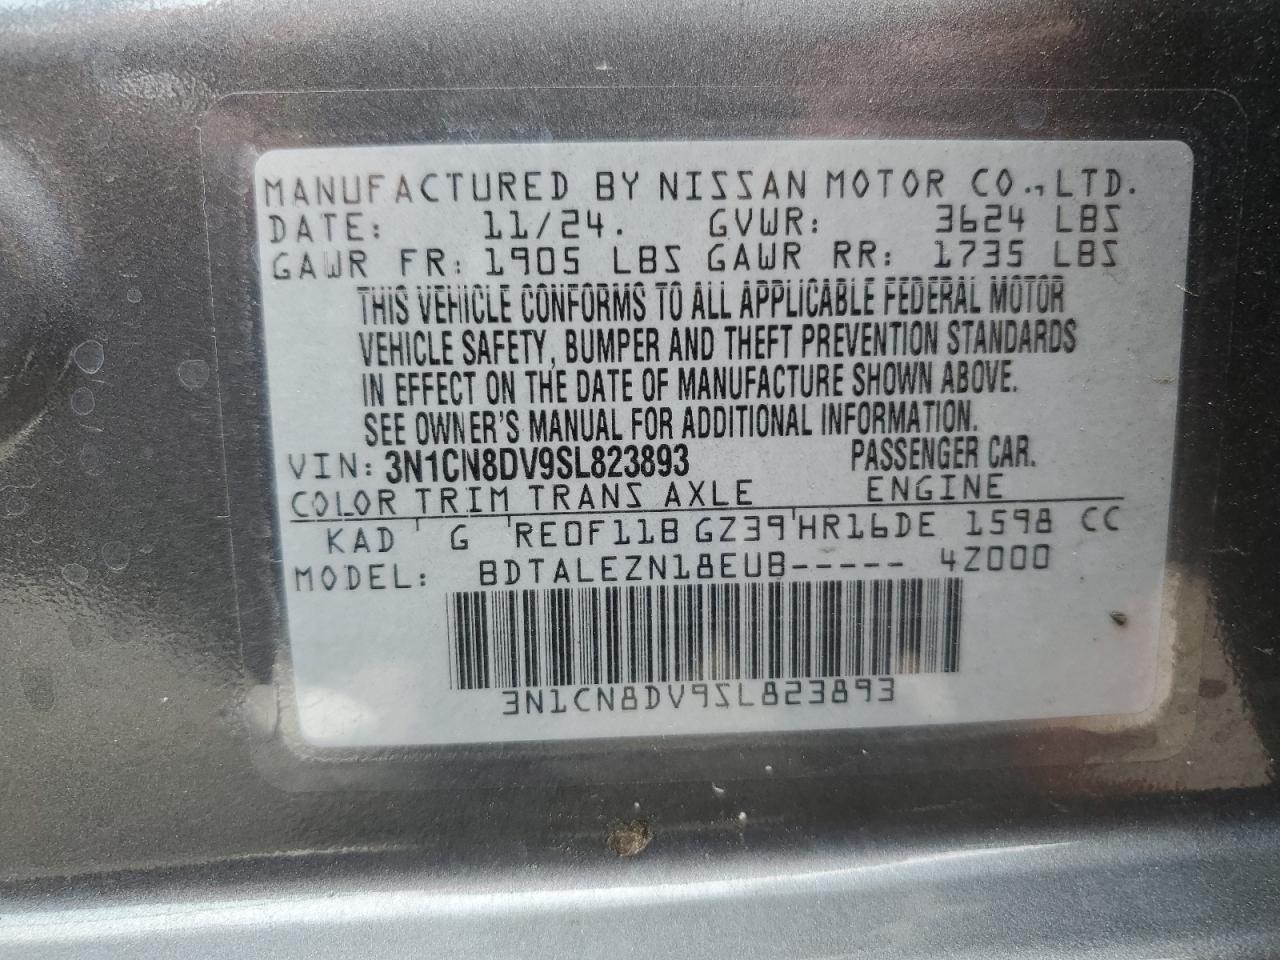 MANUFACTURED BY NISSAN MOTOR CO., LTD.
DATE: 11/24. GVWR: 3624 LBS
GAWR FR: 1905 LBS GAWR RR: 1735 LBS
THIS VEHICLE CONFORMS TO ALL APPLICABLE FEDERAL MOTOR
VEHICLE SAFETY, BUMPER AND THEFT PREVENTION STANDARDS
IN EFFECT ON THE DATE OF MANUFACTURE SHOWN ABOVE.
SEE OWNER'S MANUAL FOR ADDITIONAL INFORMATION.
VIN: 3N1CN8DV9SL823893 PASSENGER CAR.
COLOR TRIM TRANS AXLE ENGINE
KAD G RE0F11B GZ39 HR16DE 1598 CC
MODEL: BDTALEZN18EUB----- 4Z000
3N1CN8DV9SL823893